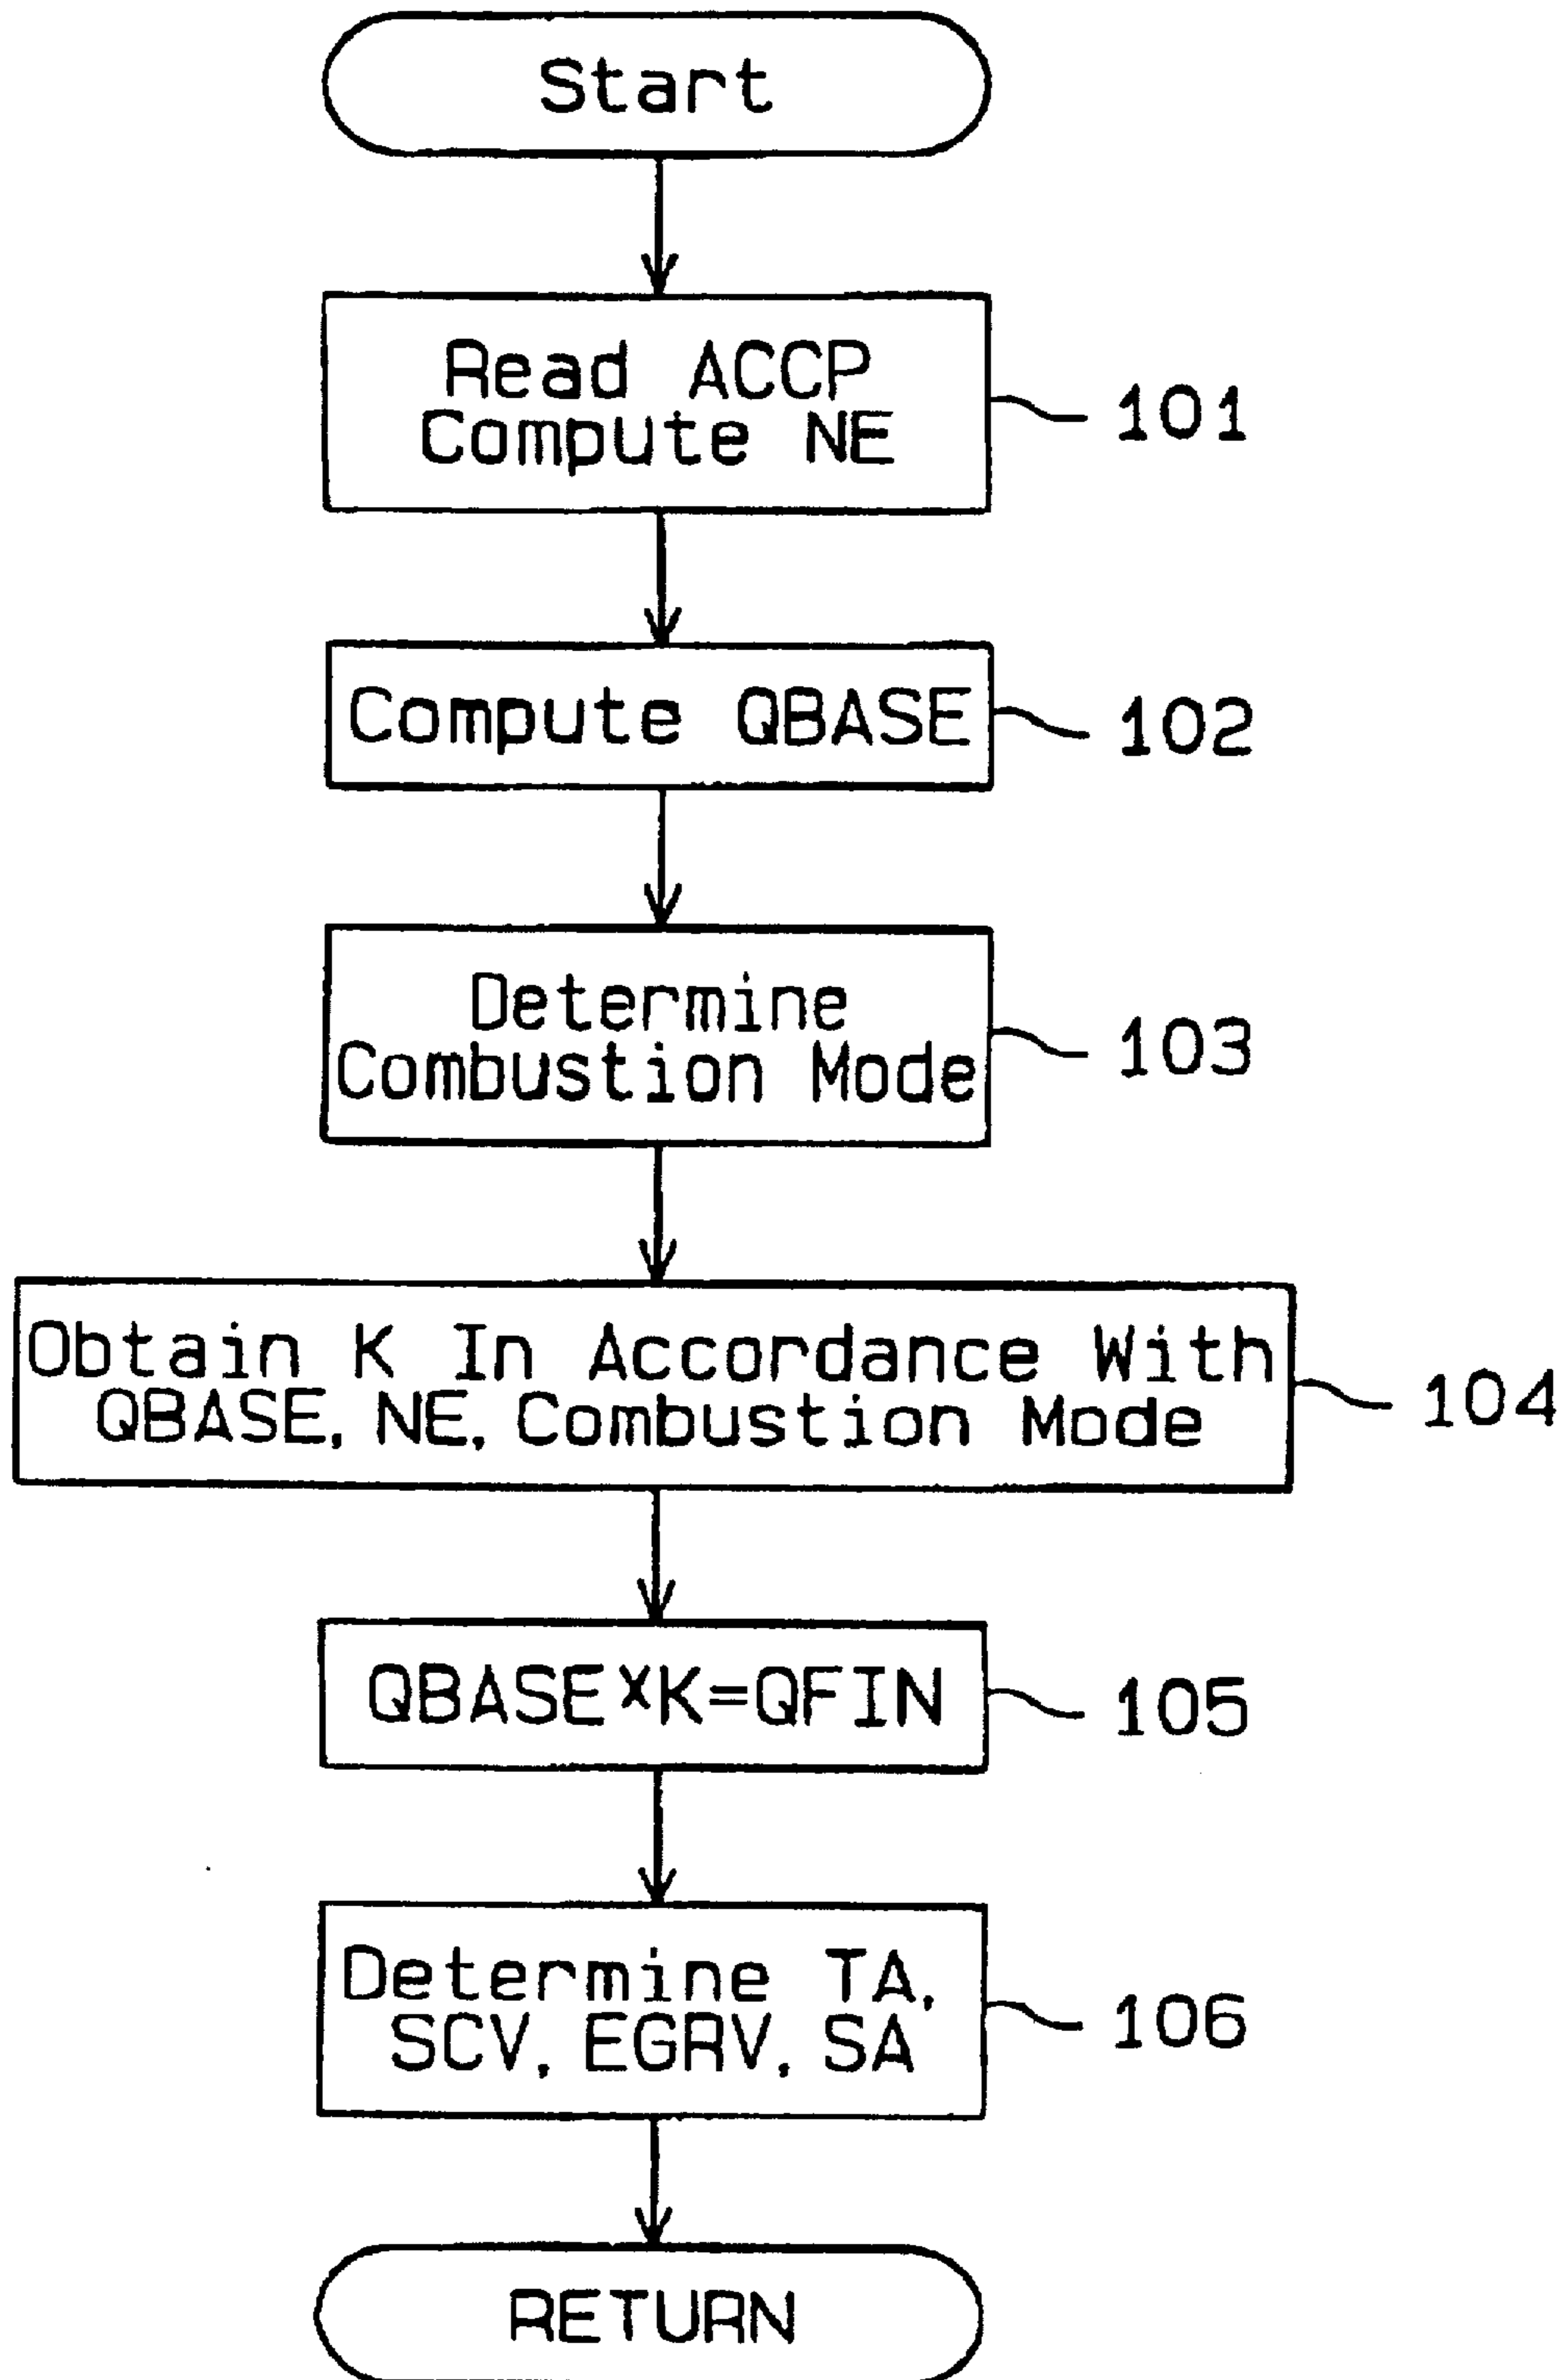 Start
Read ACCP
Compute NE
101
Compute QBASE
102
Determine
Combustion Mode
103
Obtain K In Accordance With
QBASE, NE, Combustion Mode
104
QBASE*K=QFIN
105
Determine TA,
SCV, EGRV, SA
106
RETURN